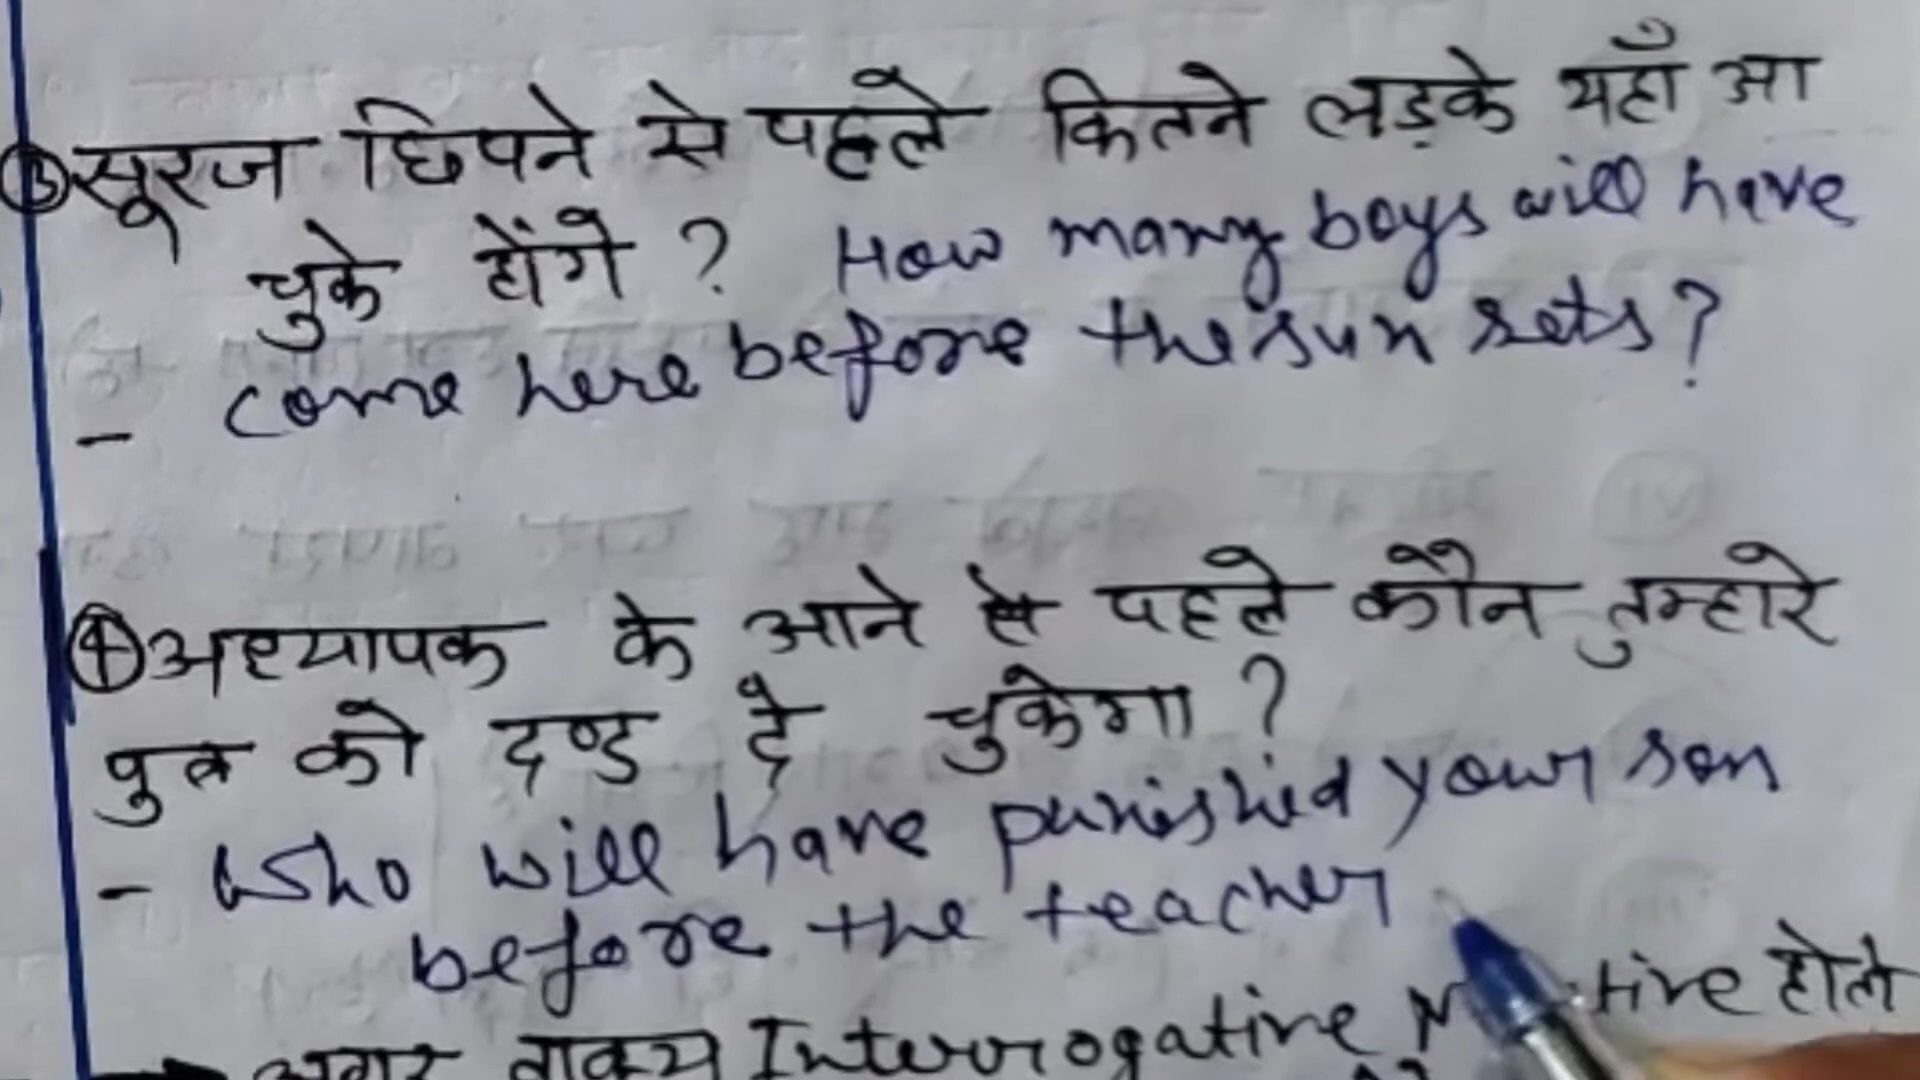 ③ सूरज छिपने से पहले कितने लड़के यहाँ आ
चुके होंगे ? How many boys will have
- come here before the sun sets?
④ अध्यापक के आने से पहले कौन तुम्हारे
पुत्र को दण्ड दे चुकेगा ?
- Who will have punished your son
before the teacher
अगर वाक्य Interrogative होते